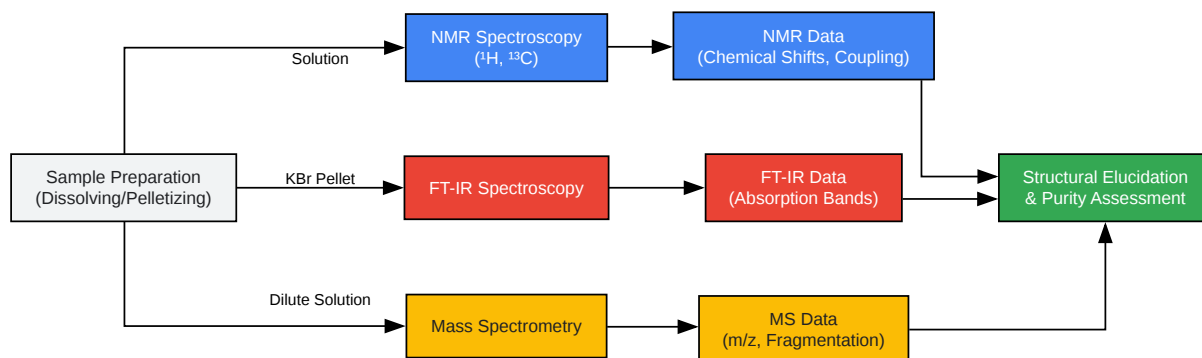 NMR Spectroscopy
(¹H, ¹³C)
NMR Data
(Chemical Shifts, Coupling)
Solution
Sample Preparation
(Dissolving/Pelletizing)
KBr Pellet
FT-IR Spectroscopy
FT-IR Data
(Absorption Bands)
Structural Elucidation
& Purity Assessment
Dilute Solution
Mass Spectrometry
MS Data
(m/z, Fragmentation)